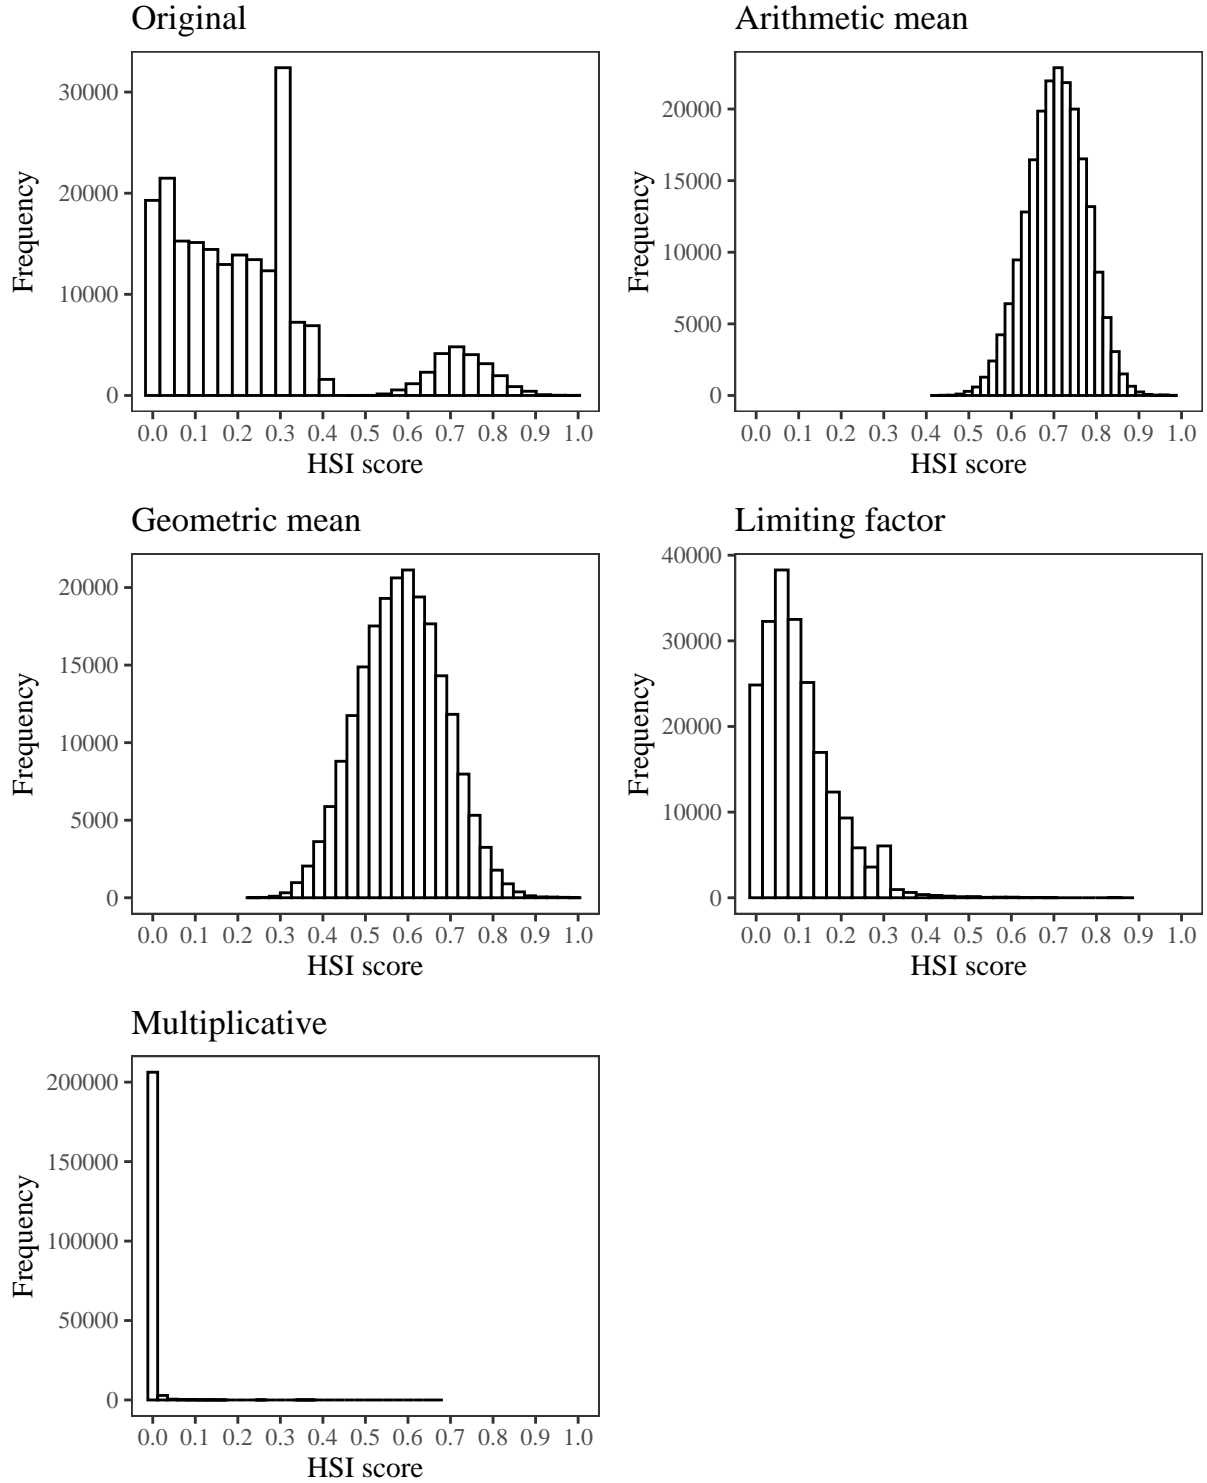 Original
30000
20000
10000
0
Frequency
0.0 0.1 0.2 0.3 0.4 0.5 0.6 0.7 0.8 0.9 1.0
HSI score
Arithmetic mean
20000
15000
10000
5000
0
Frequency
0.0 0.1 0.2 0.3 0.4 0.5 0.6 0.7 0.8 0.9 1.0
HSI score
Geometric mean
20000
15000
10000
5000
0
Frequency
0.0 0.1 0.2 0.3 0.4 0.5 0.6 0.7 0.8 0.9 1.0
HSI score
Limiting factor
40000
30000
20000
10000
0
Frequency
0.0 0.1 0.2 0.3 0.4 0.5 0.6 0.7 0.8 0.9 1.0
HSI score
Multiplicative
200000
150000
100000
50000
0
Frequency
0.0 0.1 0.2 0.3 0.4 0.5 0.6 0.7 0.8 0.9 1.0
HSI score